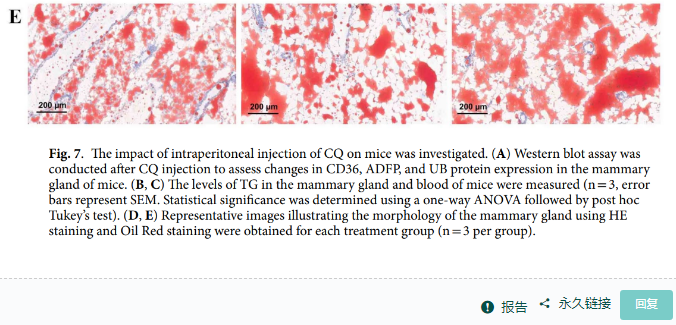 E
200 μm
200 μm
200 μm
Fig. 7. The impact of intraperitoneal injection of CQ on mice was investigated. (A) Western blot assay was
conducted after CQ injection to assess changes in CD36, ADFP, and UB protein expression in the mammary
gland of mice. (B, C) The levels of TG in the mammary gland and blood of mice were measured (n = 3, error
bars represent SEM. Statistical significance was determined using a one-way ANOVA followed by post hoc
Tukey’s test). (D, E) Representative images illustrating the morphology of the mammary gland using HE
staining and Oil Red staining were obtained for each treatment group (n = 3 per group).
报告
永久链接
回复